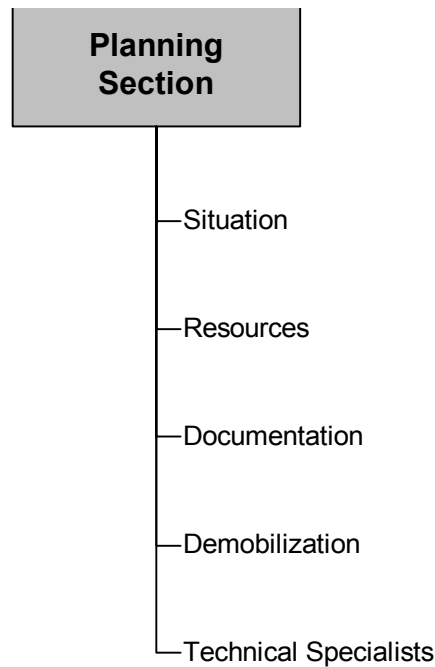 Planning
Section
Situation
Resources
Documentation
Demobilization
Technical Specialists